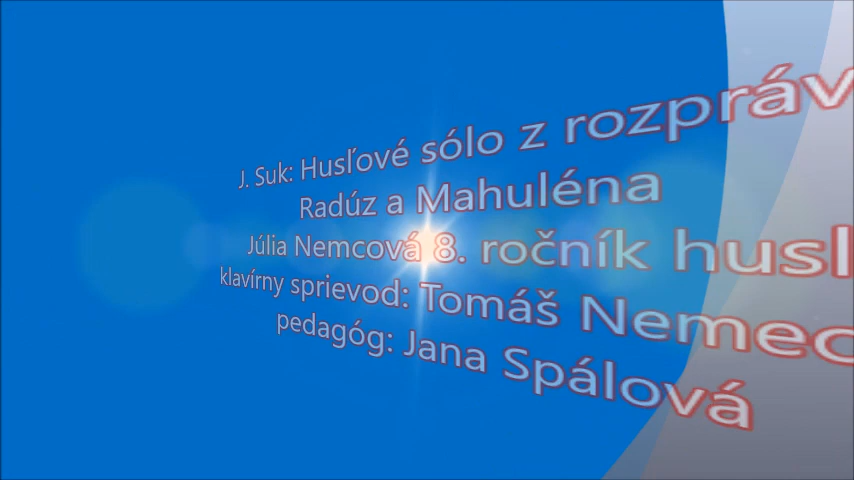 J. Suk: Husľové sólo z rozpráv
Radúz a Mahuléna
Júlia Nemcová 8. ročník husl
klavírny sprievod: Tomáš Nemec
pedagóg: Jana Spálová